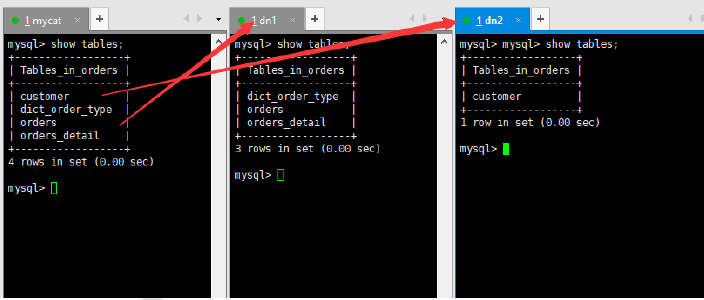 1 mycat
mysql> show tables;
+------------------+
| Tables_in_orders |
+------------------+
| customer |
| dict_order_type |
| orders |
| orders_detail |
+------------------+
4 rows in set (0.00 sec)
mysql>
1 dn1
mysql> show tables;
+------------------+
| Tables_in_orders |
+------------------+
| dict_order_type |
| orders |
| orders_detail |
+------------------+
3 rows in set (0.00 sec)
mysql>
1 dn2
mysql> mysql> show tables;
+------------------+
| Tables_in_orders |
+------------------+
| customer |
+------------------+
1 row in set (0.00 sec)
mysql>